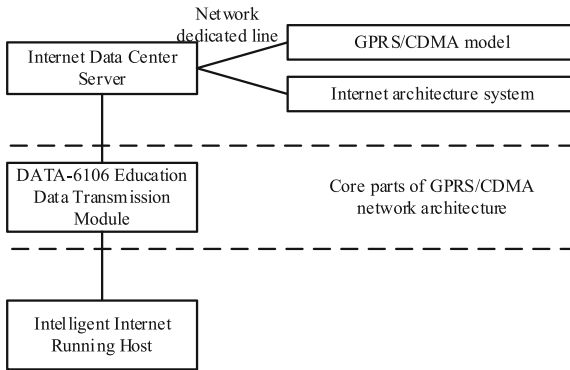 Network
dedicated line
Internet Data Center
Server
GPRS/CDMA model
Internet architecture system
DATA-6106 Education
Data Transmission
Module
Core parts of GPRS/CDMA
network architecture
Intelligent Internet
Running Host